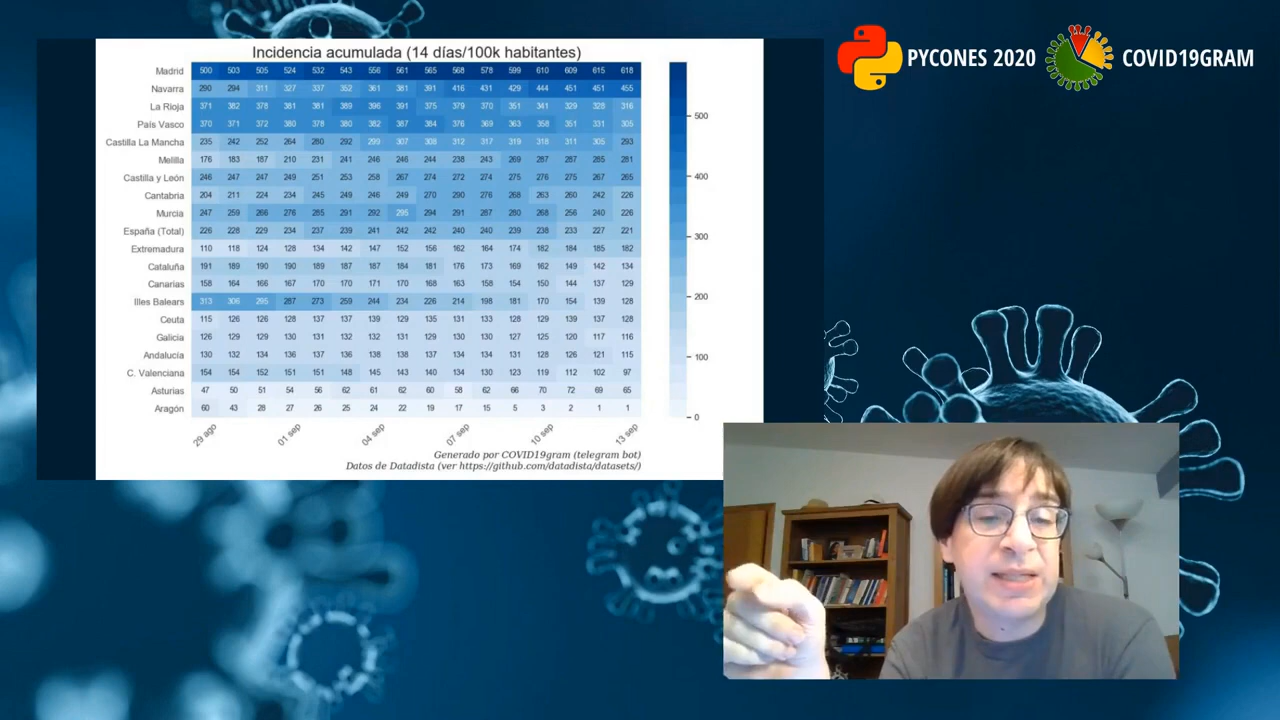 PYCONES 2020 COVID19GRAM
Incidencia acumulada (14 días/100k habitantes)
Madrid 500 503 505 524 532 543 556 561 565 568 578 599 610 609 615 618
Navarra 290 294 311 327 337 352 361 381 391 416 431 429 444 451 451 455
La Rioja 371 382 378 381 381 389 396 391 375 379 370 351 341 329 328 316
País Vasco 370 371 372 380 378 380 382 387 384 376 369 363 358 351 331 305
Castilla La Mancha 235 242 252 264 280 292 299 307 308 312 317 319 318 311 305 293
Melilla 176 183 187 210 231 241 246 246 244 238 243 269 287 287 285 281
Castilla y León 246 247 247 249 251 253 258 267 274 272 274 275 276 275 267 265
Cantabria 204 211 224 234 245 249 246 249 270 290 276 268 263 260 242 226
Murcia 247 259 266 276 285 291 292 295 294 291 287 280 268 256 240 226
España (Total) 226 228 229 234 237 239 241 242 242 240 240 239 238 233 227 221
Extremadura 110 118 124 128 134 142 147 152 156 162 164 174 182 184 185 182
Cataluña 191 189 190 190 189 187 187 184 181 176 173 169 162 149 142 134
Canarias 158 164 166 167 170 170 171 170 168 163 158 154 150 144 137 129
Illes Balears 313 306 295 287 273 259 244 234 226 214 198 181 170 154 139 128
Ceuta 115 126 126 128 137 137 139 129 135 131 133 128 129 139 137 128
Galicia 126 129 129 130 131 132 132 131 129 130 130 127 125 120 117 116
Andalucía 130 132 134 136 137 136 138 138 137 134 134 131 128 126 121 115
C. Valenciana 154 154 152 151 151 148 145 143 140 134 130 123 119 112 102 97
Asturias 47 50 51 54 56 62 61 62 60 58 62 66 70 72 69 65
Aragón 60 43 28 27 26 25 24 22 19 17 15 5 3 2 1 1
29 ago 01 sep 04 sep 07 sep 10 sep 13 sep
500
400
300
200
100
0
Generado por COVID19gram (telegram bot)
Datos de Datadista (ver https://github.com/datadista/datasets/)